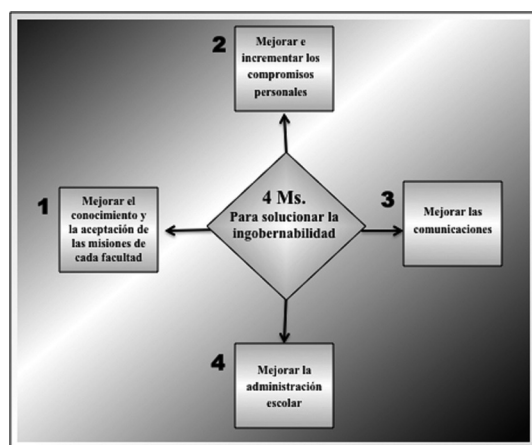 2
Mejorar e
incrementar los
compromisos
personales
1
Mejorar el
conocimiento y
la aceptación de
las misiones de
cada facultad
4 Ms.
Para solucionar la
ingobernabilidad
3
Mejorar las
comunicaciones
4
Mejorar la
administración
escolar